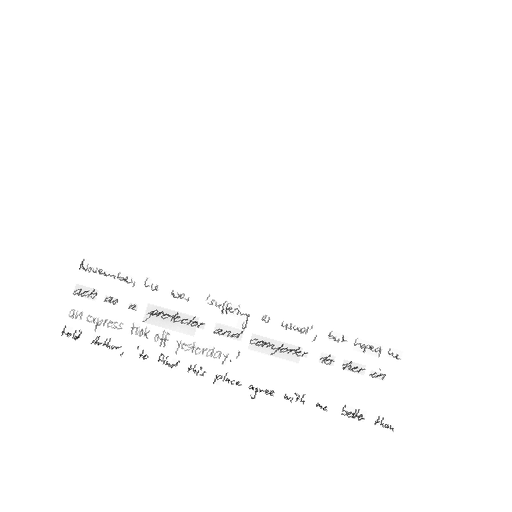 November, he was 'suffering as usual', but hoped he
acts as a protector and comforter to her in
an express took off yesterday.'
told Arthur, 'to find this place agree with me better than